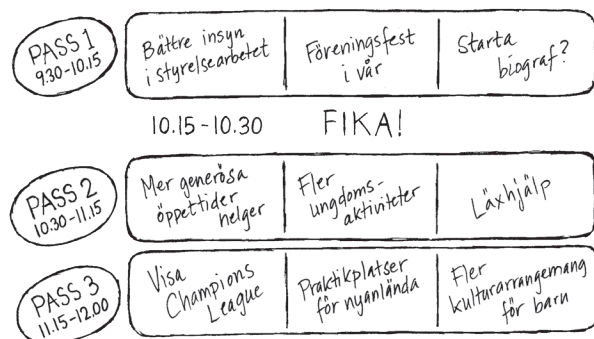 PASS 1
9.30-10.15
Bättre insyn
i styrelsearbetet
Föreningsfest
i vår
Starta
biograf?
10.15-10.30 FIKA!
PASS 2
10.30-11.15
Mer generösa
öppettider
helger
Fler
ungdoms-
aktiviteter
Läxhjälp
PASS 3
11.15-12.00
Visa
Champions
League
Praktikplatser
för nyanlända
Fler
kulturarrangemang
för barn